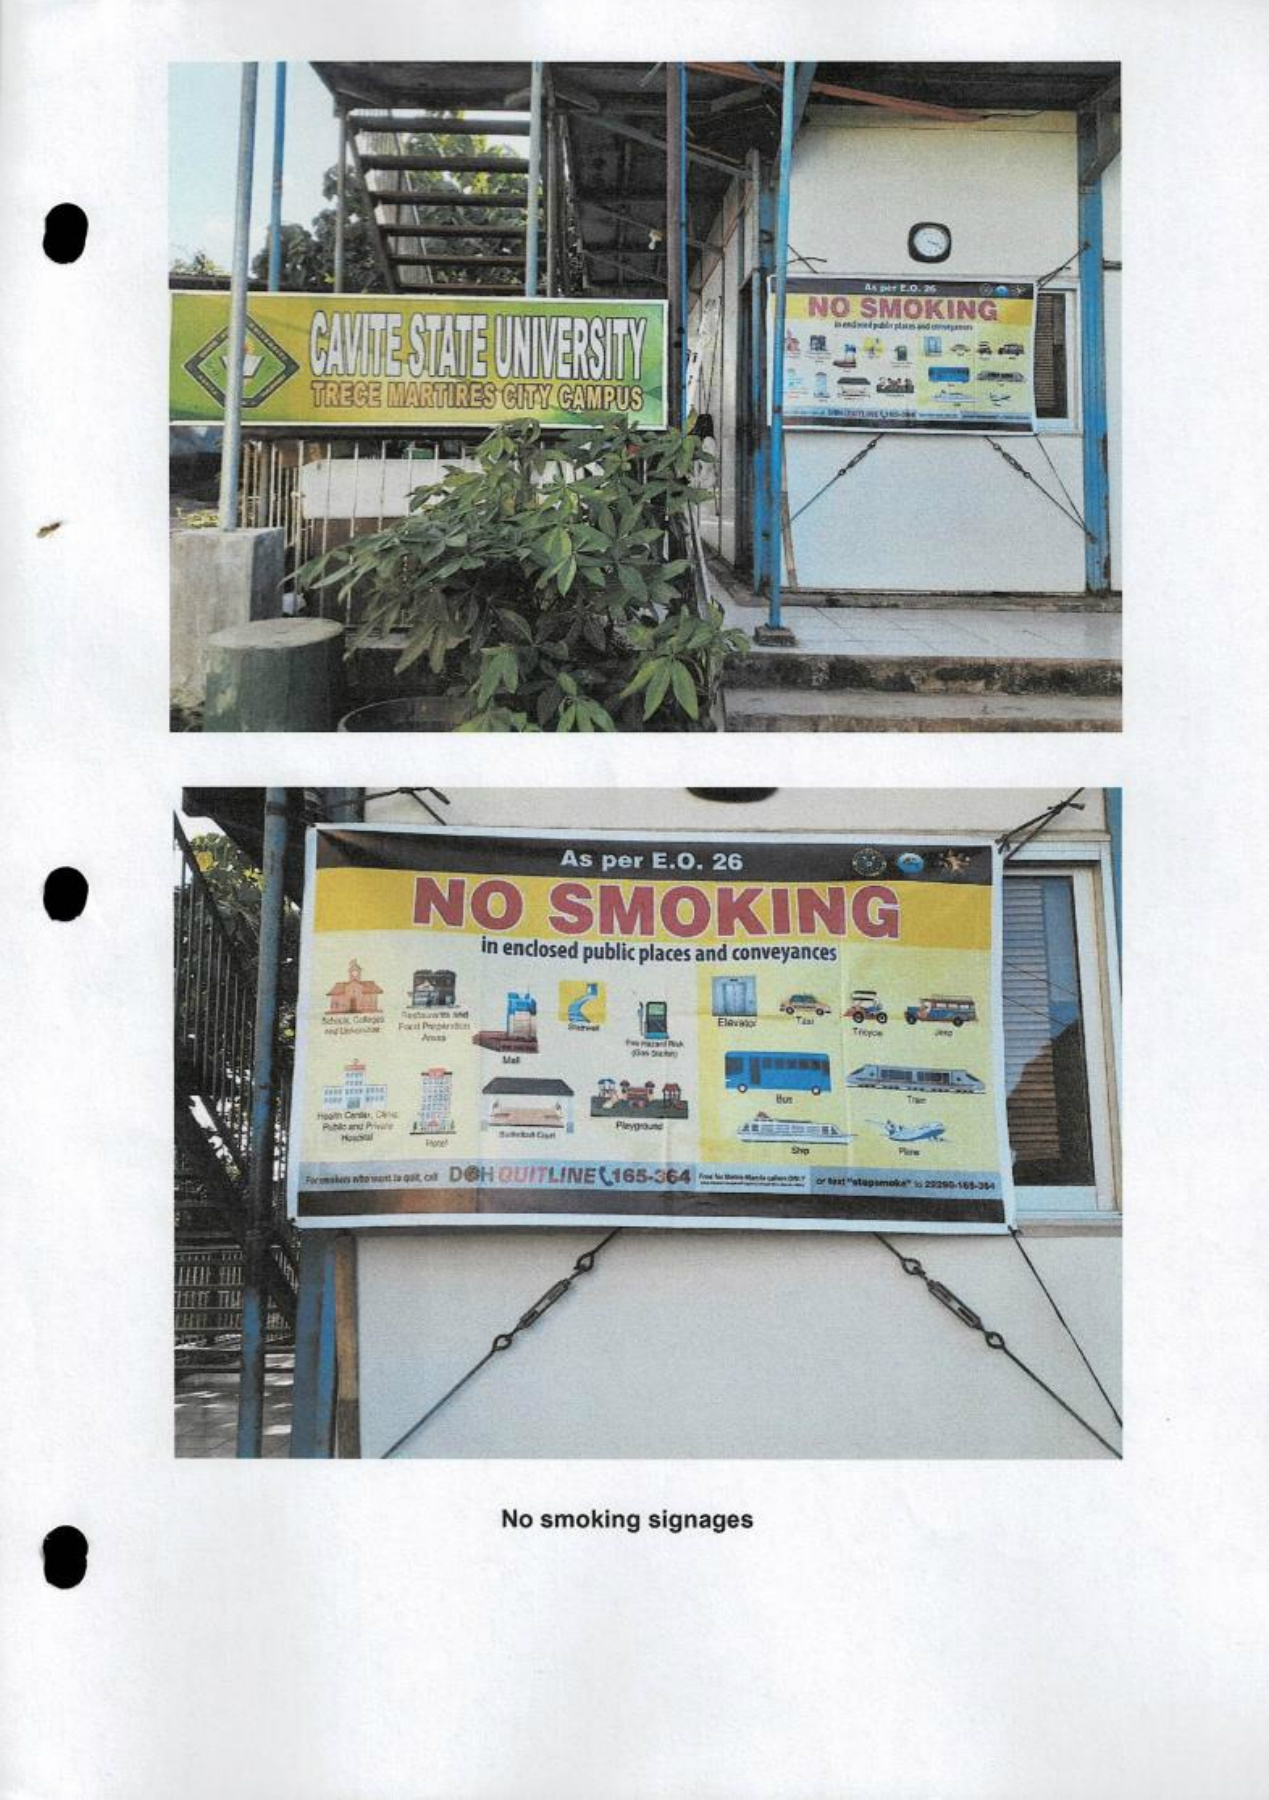 CAVITE STATE UNIVERSITY
TRECE MARTIRES CITY CAMPUS
As per E.O. 26
NO SMOKING
in enclosed public places and conveyances
As per E.O. 26
NO SMOKING
in enclosed public places and conveyances
Schools, Colleges
and Universities
Restaurants and
Food Preparation
Areas
Mall
Stairwell
Fire Hazard Risk
(Gas Station)
Elevator
Taxi
Tricycle
Jeep
Health Center, Clinic,
Public and Private
Hospital
Hotel
Basketball Court
Playground
Bus
Train
Ship
Plane
For smokers who want to quit, call DOH QUITLINE 165-364
or text "stopsmoke" to 29290-165-364
No smoking signages